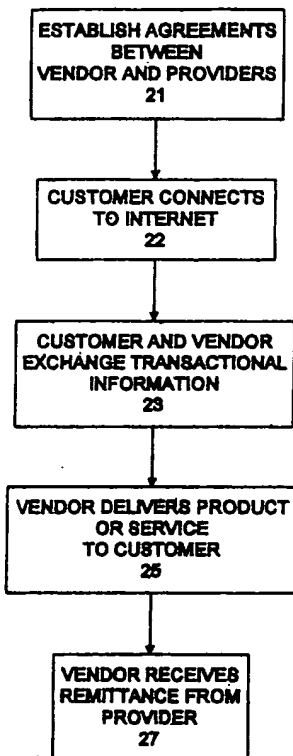 ESTABLISH AGREEMENTS
BETWEEN
VENDOR AND PROVIDERS
21
CUSTOMER CONNECTS
TO INTERNET
22
CUSTOMER AND VENDOR
EXCHANGE TRANSACTIONAL
INFORMATION
23
VENDOR DELIVERS PRODUCT
OR SERVICE
TO CUSTOMER
25
VENDOR RECEIVES
REMITTANCE FROM
PROVIDER
27